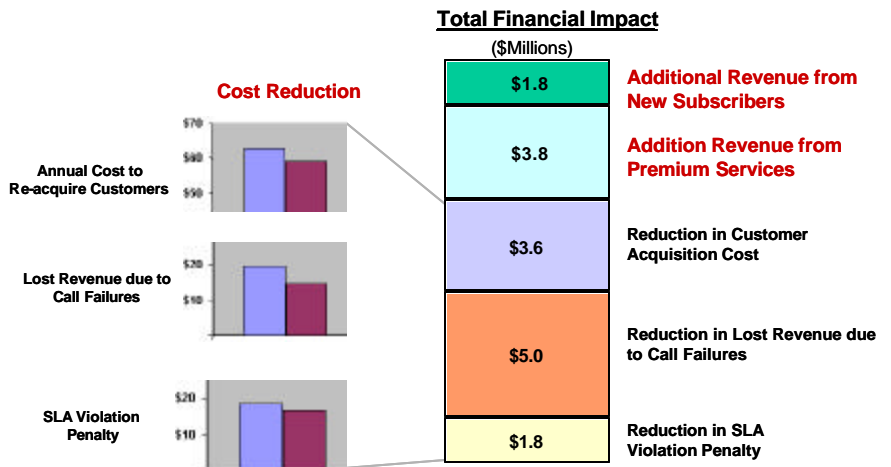 Total Financial Impact
($Millions)
Cost Reduction
$1.8
Additional Revenue from
New Subscribers
$70
$60
$50
Annual Cost to
Re-acquire Customers
$3.8
Addition Revenue from
Premium Services
$3.6
Reduction in Customer
Acquisition Cost
$20
$10
Lost Revenue due to
Call Failures
$5.0
Reduction in Lost Revenue due
to Call Failures
$20
$10
SLA Violation
Penalty
$1.8
Reduction in SLA
Violation Penalty